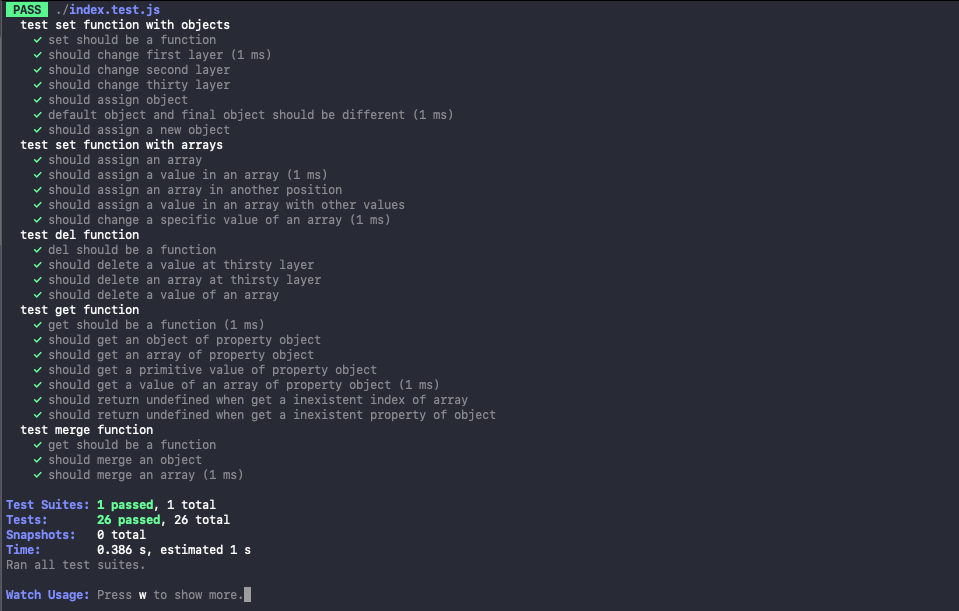 PASS ./index.test.js
test set function with objects
✓ set should be a function
✓ should change first layer (1 ms)
✓ should change second layer
✓ should change thirty layer
✓ should assign object
✓ default object and final object should be different (1 ms)
✓ should assign a new object
test set function with arrays
✓ should assign an array
✓ should assign a value in an array (1 ms)
✓ should assign an array in another position
✓ should assign a value in an array with other values
✓ should change a specific value of an array (1 ms)
test del function
✓ del should be a function
✓ should delete a value at thirsty layer
✓ should delete an array at thirsty layer
✓ should delete a value of an array
test get function
✓ get should be a function (1 ms)
✓ should get an object of property object
✓ should get an array of property object
✓ should get a primitive value of property object
✓ should get a value of an array of property object (1 ms)
✓ should return undefined when get a inexistent index of array
✓ should return undefined when get a inexistent property of object
test merge function
✓ get should be a function
✓ should merge an object
✓ should merge an array (1 ms)
Test Suites: 1 passed, 1 total
Tests: 26 passed, 26 total
Snapshots: 0 total
Time: 0.386 s, estimated 1 s
Ran all test suites.
Watch Usage: Press w to show more.